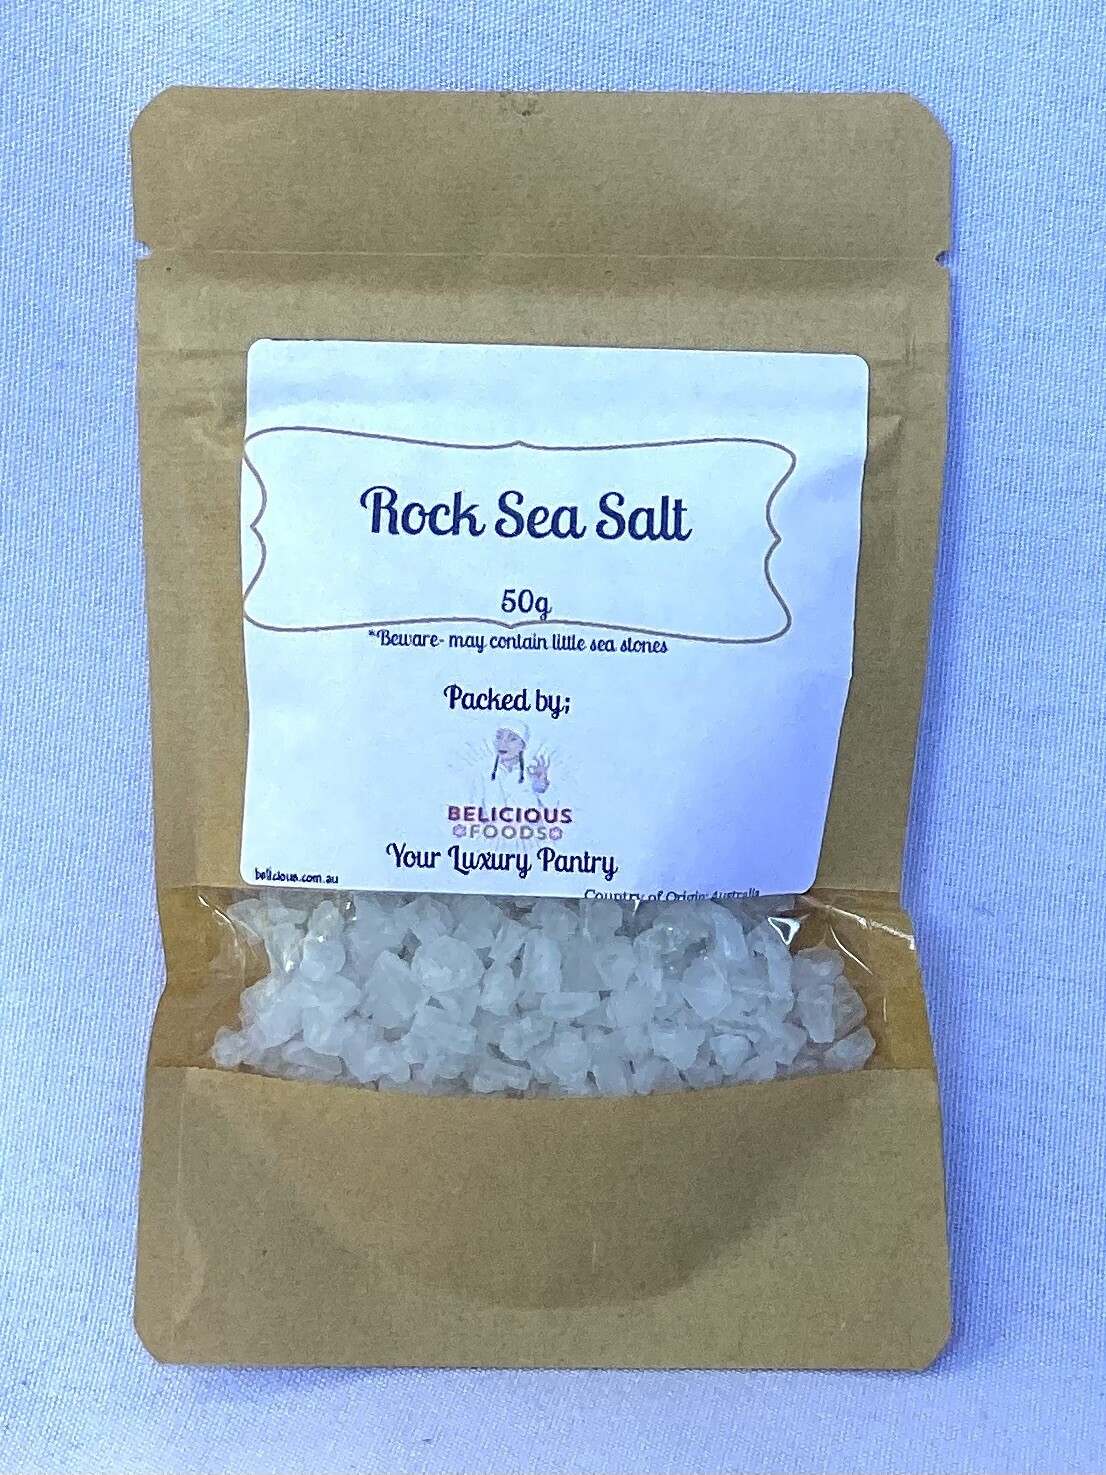 Rock Sea Salt
50g
*Beware- may contain little sea stones
Packed by;
BELICIOUS
FOODS
Your Luxury Pantry
belicious.com.au
Country of Origin: Australia